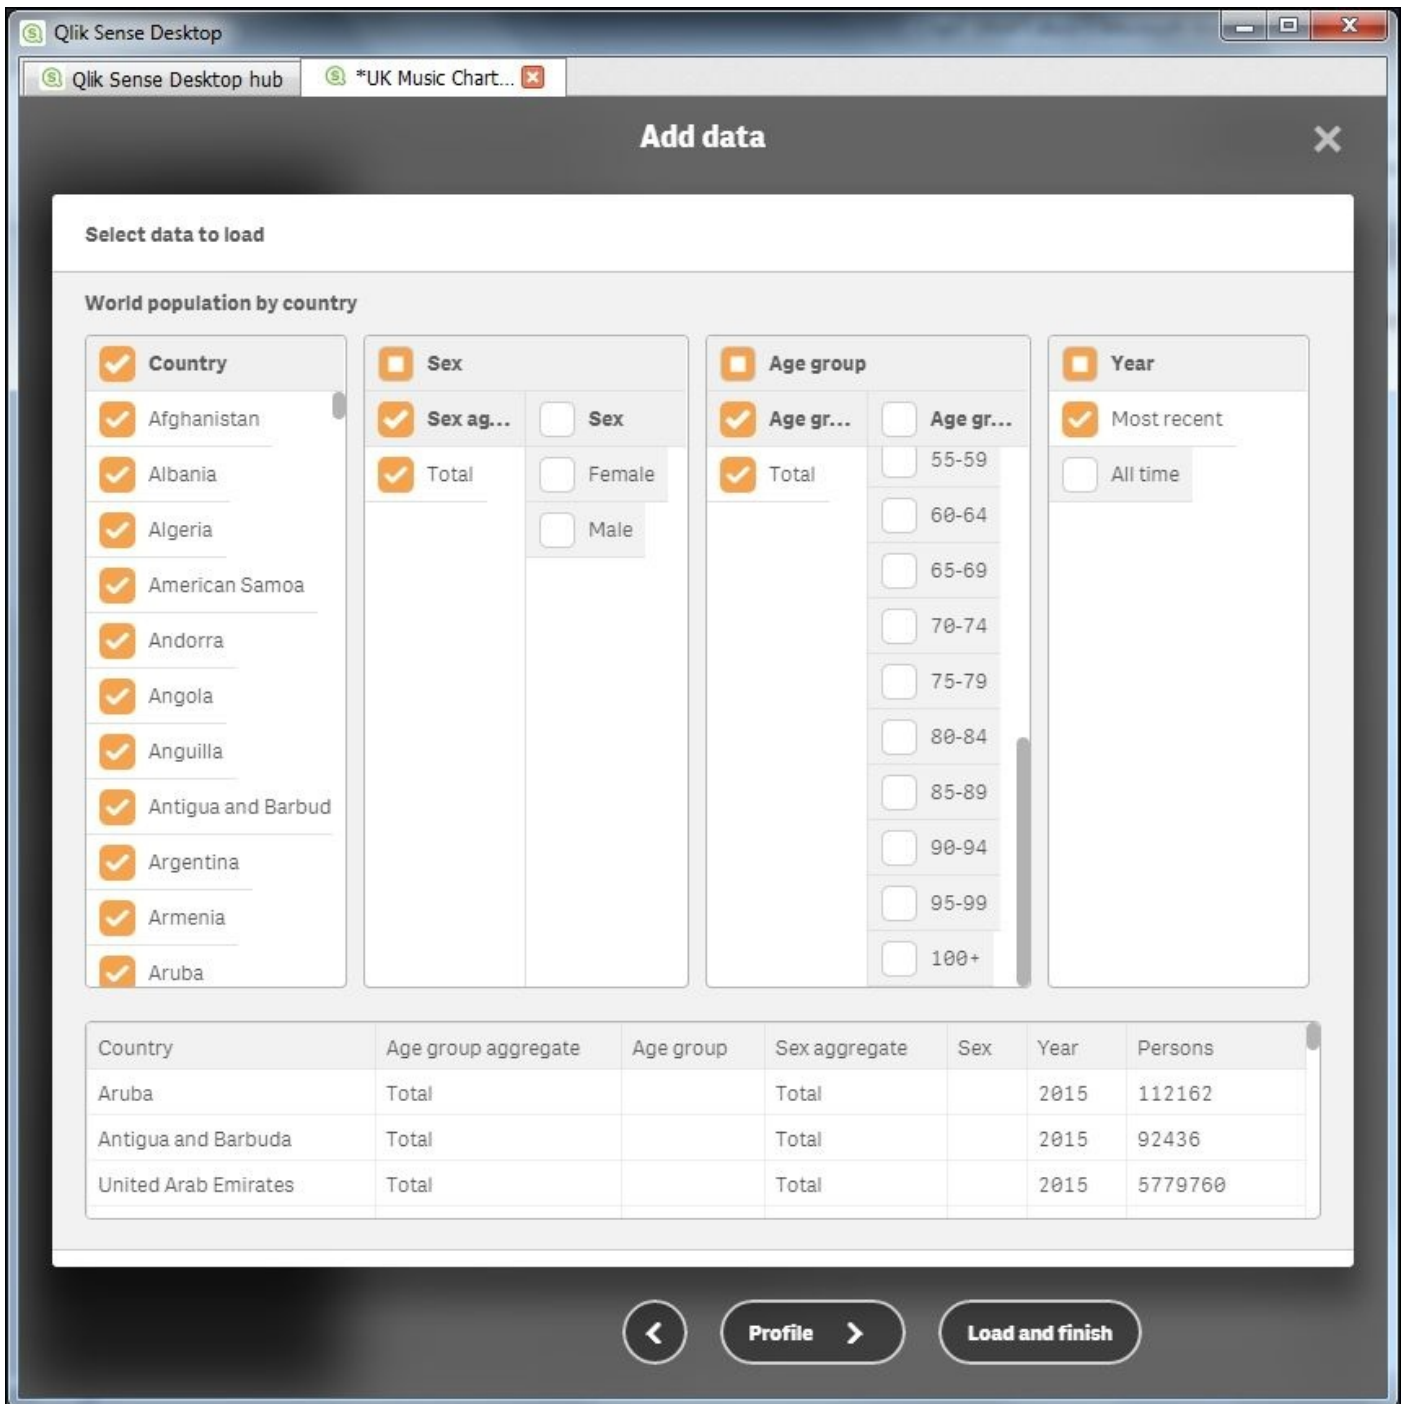 Qlik Sense Desktop
Qlik Sense Desktop hub
*UK Music Chart...
Add data
Select data to load
World population by country
Country
Afghanistan
Albania
Algeria
American Samoa
Andorra
Angola
Anguilla
Antigua and Barbud
Argentina
Armenia
Aruba
Sex
Sex ag...
Total
Sex
Female
Male
Age group
Age gr...
Total
Age gr...
55-59
60-64
65-69
70-74
75-79
80-84
85-89
90-94
95-99
100+
Year
Most recent
All time
Country Age group aggregate Age group Sex aggregate Sex Year Persons
Aruba Total Total 2015 112162
Antigua and Barbuda Total Total 2015 92436
United Arab Emirates Total Total 2015 5779760
Profile
Load and finish